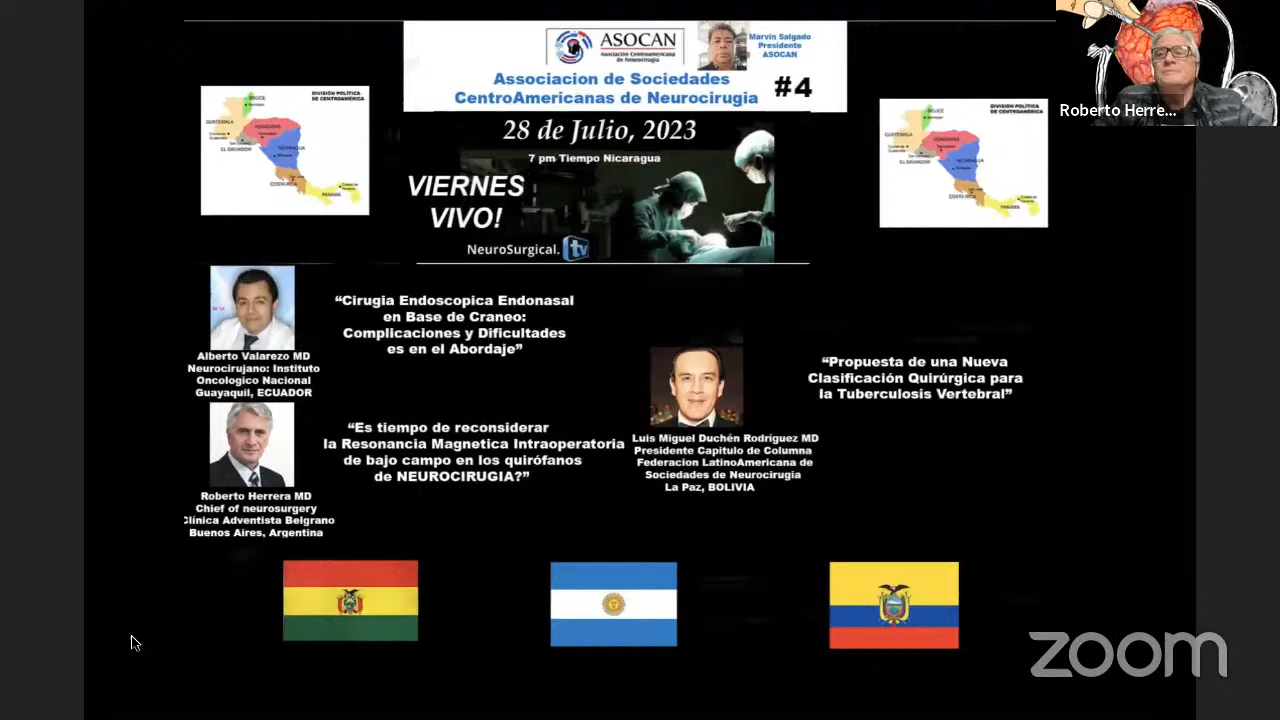 ASOCAN
Asociación Centroamericana
de Neurocirugía
Marvin Salgado
Presidente
ASOCAN
Associacion de Sociedades
CentroAmericanas de Neurocirugia
#4
DIVISIÓN POLÍTICA
DE CENTROAMÉRICA
BELICE
GUATEMALA
HONDURAS
EL SALVADOR
NICARAGUA
COSTA RICA
PANAMÁ
28 de Julio, 2023
7 pm Tiempo Nicaragua
VIERNES
VIVO!
NeuroSurgical.tv
DIVISIÓN POLÍTICA
DE CENTROAMÉRICA
BELICE
GUATEMALA
HONDURAS
EL SALVADOR
NICARAGUA
COSTA RICA
PANAMÁ
Roberto Herre...
Alberto Valarezo MD
Neurocirujano: Instituto
Oncologico Nacional
Guayaquil, ECUADOR
“Cirugia Endoscopica Endonasal
en Base de Craneo:
Complicaciones y Dificultades
es en el Abordaje”
Roberto Herrera MD
Chief of neurosurgery
Clínica Adventista Belgrano
Buenos Aires, Argentina
“Es tiempo de reconsiderar
la Resonancia Magnetica Intraoperatoria
de bajo campo en los quirófanos
de NEUROCIRUGIA?”
Luis Miguel Duchén Rodríguez MD
Presidente Capitulo de Columna
Federacion LatinoAmericana de
Sociedades de Neurocirugia
La Paz, BOLIVIA
“Propuesta de una Nueva
Clasificación Quirúrgica para
la Tuberculosis Vertebral”
zoom